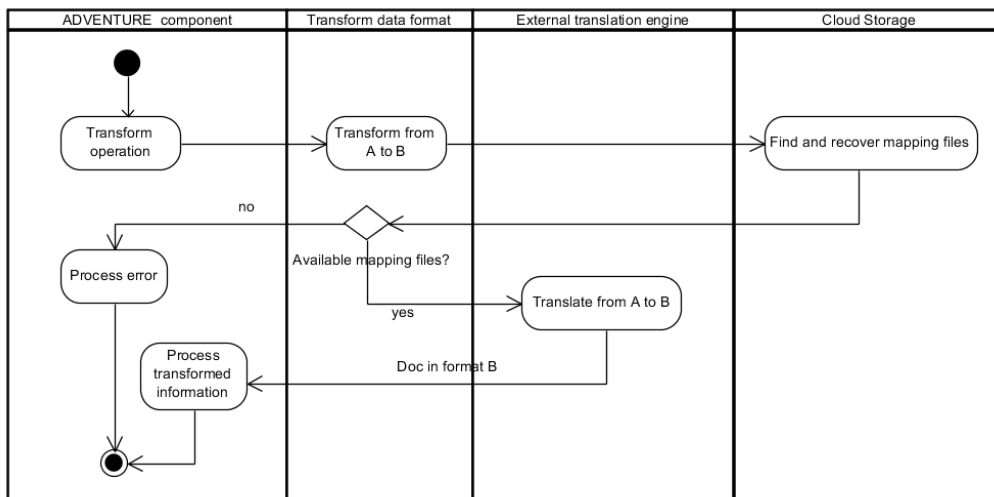 ADVENTURE component
Transform data format
External translation engine
Cloud Storage
Transform
operation
Transform from
A to B
Find and recover mapping files
no
Available mapping files?
Process error
yes
Translate from A to B
Process
transformed
information
Doc in format B